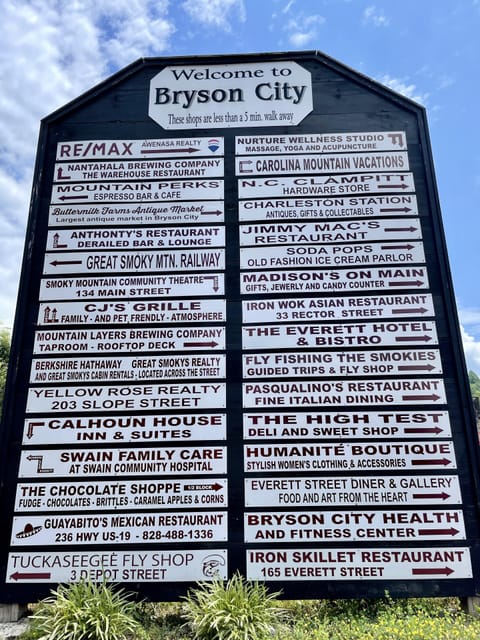 Welcome to
Bryson City
These shops are less than a 5 min. walk away
RE/MAX AWENASA REALTY
NANTAHALA BREWING COMPANY
THE WAREHOUSE RESTAURANT
MOUNTAIN PERKS
ESPRESSO BAR & CAFE
Buttermilk Farms Antique Market
Largest antique market in Bryson City
ANTHONTY'S RESTAURANT
DERAILED BAR & LOUNGE
GREAT SMOKY MTN. RAILWAY
SMOKY MOUNTAIN COMMUNITY THEATRE
134 MAIN STREET
CJ'S GRILLE
FAMILY - AND PET, FRENDLY - ATMOSPHERE
MOUNTAIN LAYERS BREWING COMPANY
TAPROOM - ROOFTOP DECK
BERKSHIRE HATHAWAY GREAT SMOKYS REALTY
AND GREAT SMOKYS CABIN RENTALS - LOCATED ACROSS THE STREET
YELLOW ROSE REALTY
203 SLOPE STREET
CALHOUN HOUSE
INN & SUITES
SWAIN FAMILY CARE
AT SWAIN COMMUNITY HOSPITAL
THE CHOCOLATE SHOPPE 1/2 BLOCK
FUDGE - CHOCOLATES - BRITTLES - CARAMEL APPLES & CORNS
GUAYABITO'S MEXICAN RESTAURANT
236 HWY US-19 - 828-488-1336
TUCKASEEGEE FLY SHOP
3 DEPOT STREET
NURTURE WELLNESS STUDIO
MASSAGE, YOGA AND ACUPUNCTURE
CAROLINA MOUNTAIN VACATIONS
N.C. CLAMPITT
HARDWARE STORE
CHARLESTON STATION
ANTIQUES, GIFTS & COLLECTABLES
JIMMY MAC'S
RESTAURANT
SODA POPS
OLD FASHION ICE CREAM PARLOR
MADISON'S ON MAIN
GIFTS, JEWERLY AND CANDY COUNTER
IRON WOK ASIAN RESTAURANT
33 RECTOR STREET
THE EVERETT HOTEL
& BISTRO
FLY FISHING THE SMOKIES
GUIDED TRIPS & FLY SHOP
PASQUALINO'S RESTAURANT
FINE ITALIAN DINING
THE HIGH TEST
DELI AND SWEET SHOP
HUMANITÉ BOUTIQUE
STYLISH WOMEN'S CLOTHING & ACCESSORIES
EVERETT STREET DINER & GALLERY
FOOD AND ART FROM THE HEART
BRYSON CITY HEALTH
AND FITNESS CENTER
IRON SKILLET RESTAURANT
165 EVERETT STREET